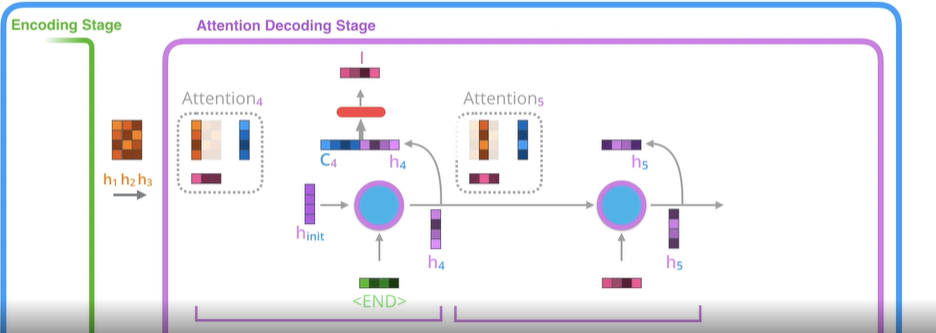 Encoding Stage
Attention Decoding Stage
I
Attention4
Attention5
C4
h4
h5
h1 h2 h3
hinit
h4
h5
<END>